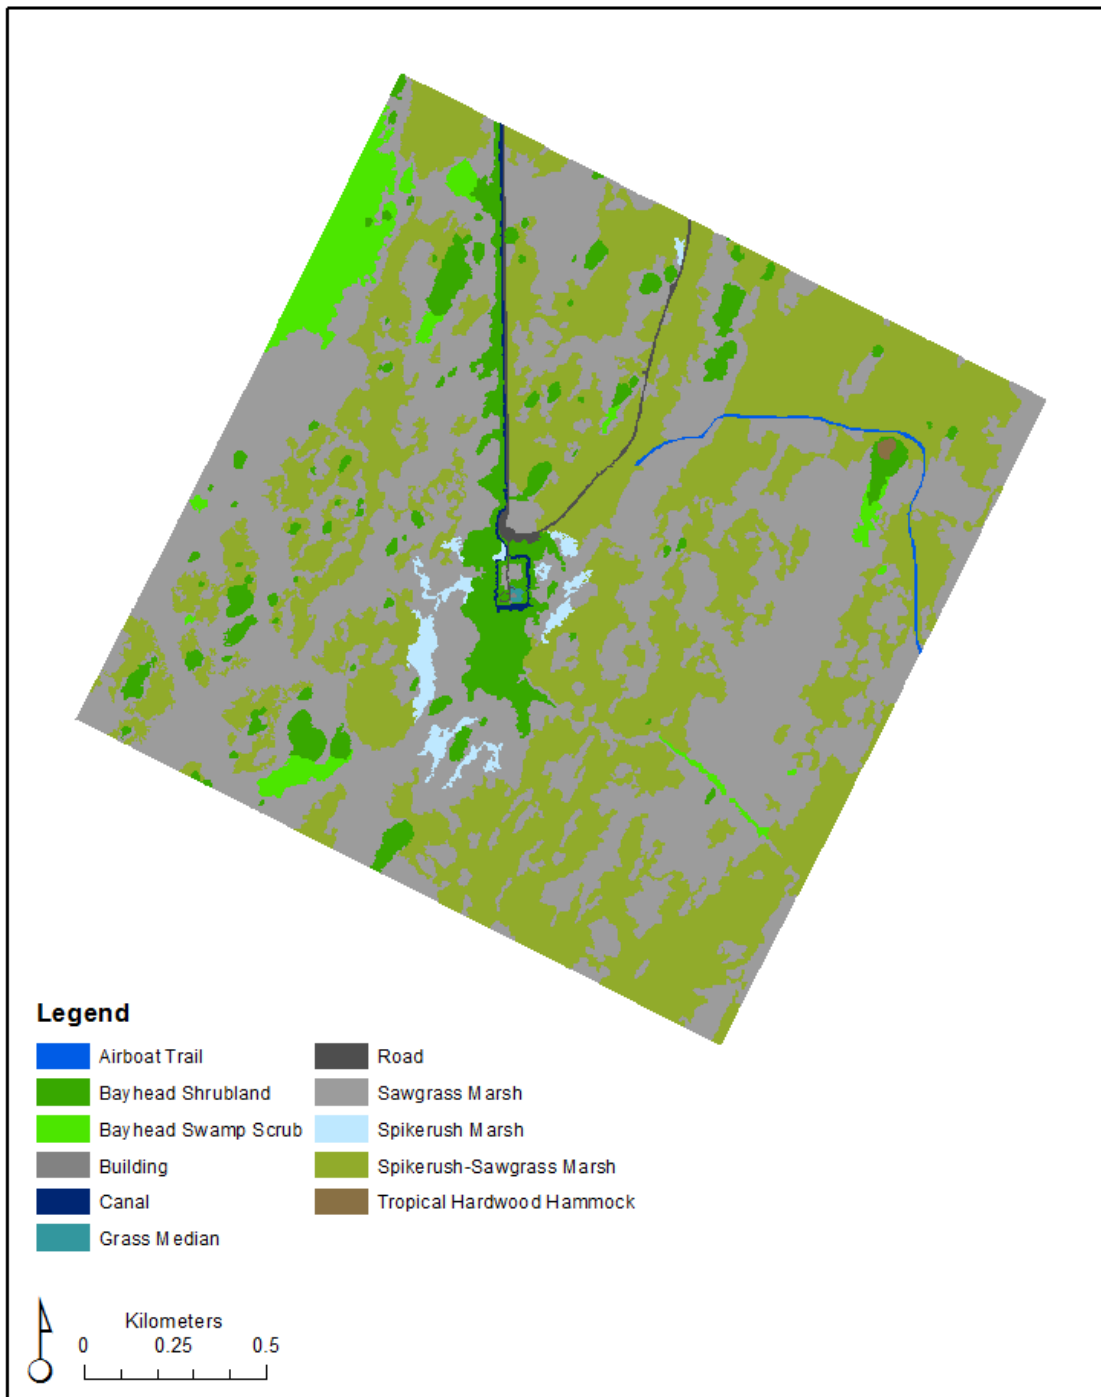 Legend
Airboat Trail
Bayhead Shrubland
Bayhead Swamp Scrub
Building
Canal
Grass Median
Road
Sawgrass Marsh
Spikerush Marsh
Spikerush-Sawgrass Marsh
Tropical Hardwood Hammock
Kilometers
0 0.25 0.5